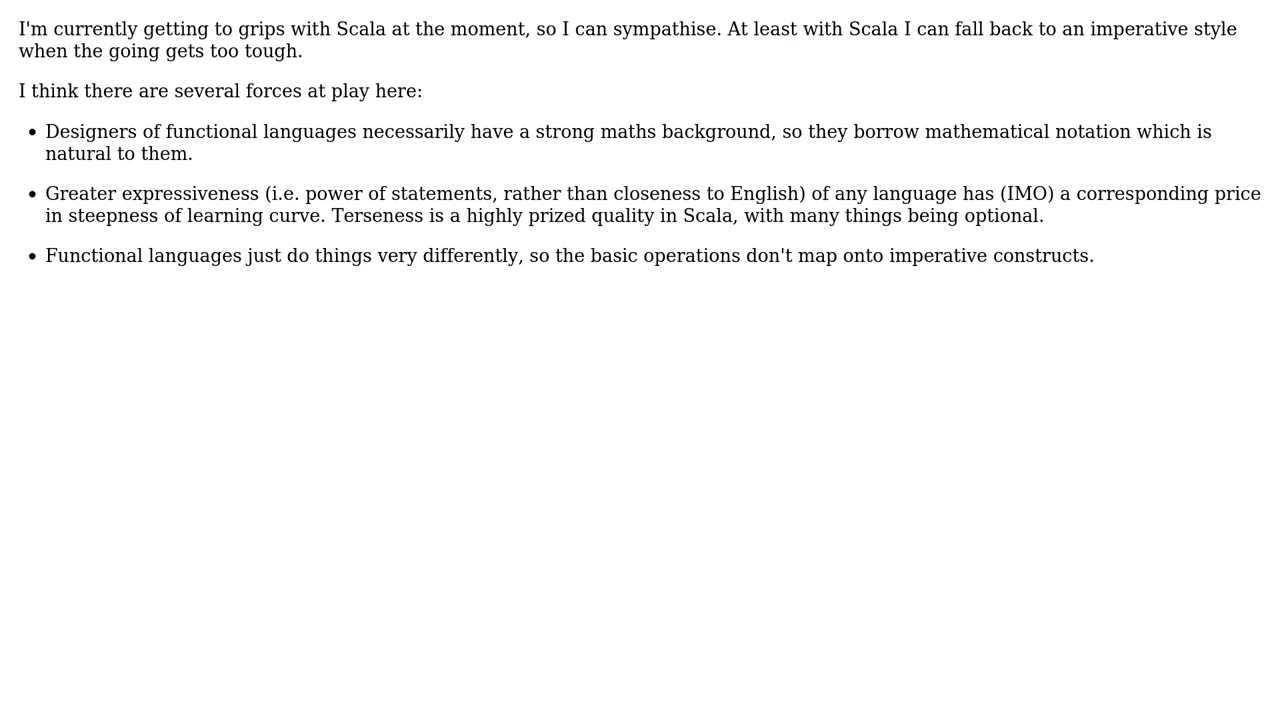 I'm currently getting to grips with Scala at the moment, so I can sympathise. At least with Scala I can fall back to an imperative style
when the going gets too tough.
I think there are several forces at play here:
• Designers of functional languages necessarily have a strong maths background, so they borrow mathematical notation which is
natural to them.
• Greater expressiveness (i.e. power of statements, rather than closeness to English) of any language has (IMO) a corresponding price
in steepness of learning curve. Terseness is a highly prized quality in Scala, with many things being optional.
• Functional languages just do things very differently, so the basic operations don't map onto imperative constructs.